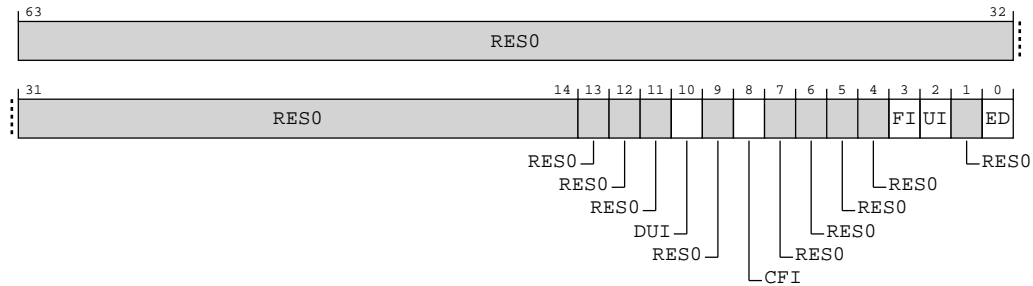 63 32
RES0
31 14 13 12 11 10 9 8 7 6 5 4 3 2 1 0
RES0 FI UI ED
RES0 RES0
RES0 RES0
RES0 RES0
DUI RES0
RES0 RES0
CFI